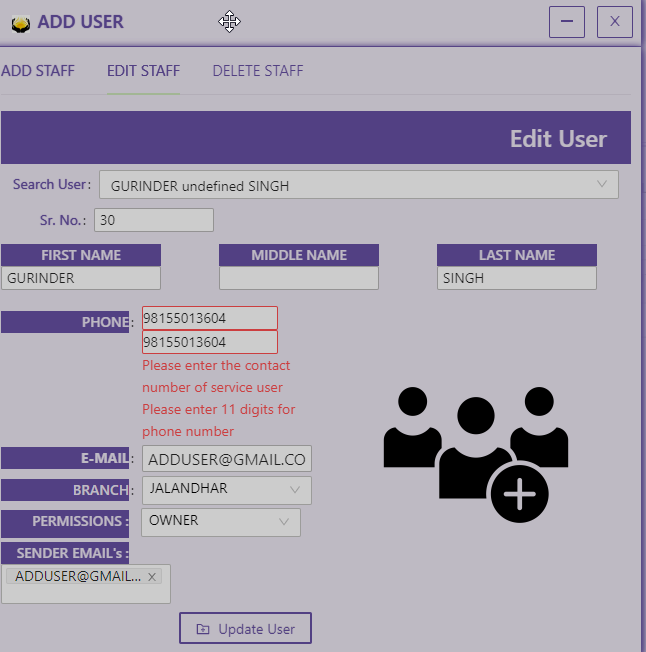 ADD USER
X
ADD STAFF EDIT STAFF DELETE STAFF
Edit User
Search User: GURINDER undefined SINGH
Sr. No.: 30
FIRST NAME MIDDLE NAME LAST NAME
GURINDER SINGH
PHONE: 98155013604
98155013604
Please enter the contact
number of service user
Please enter 11 digits for
phone number
E-MAIL: ADDUSER@GMAIL.CO
BRANCH: JALANDHAR
PERMISSIONS : OWNER
SENDER EMAIL's :
ADDUSER@GMAIL... ×
Update User